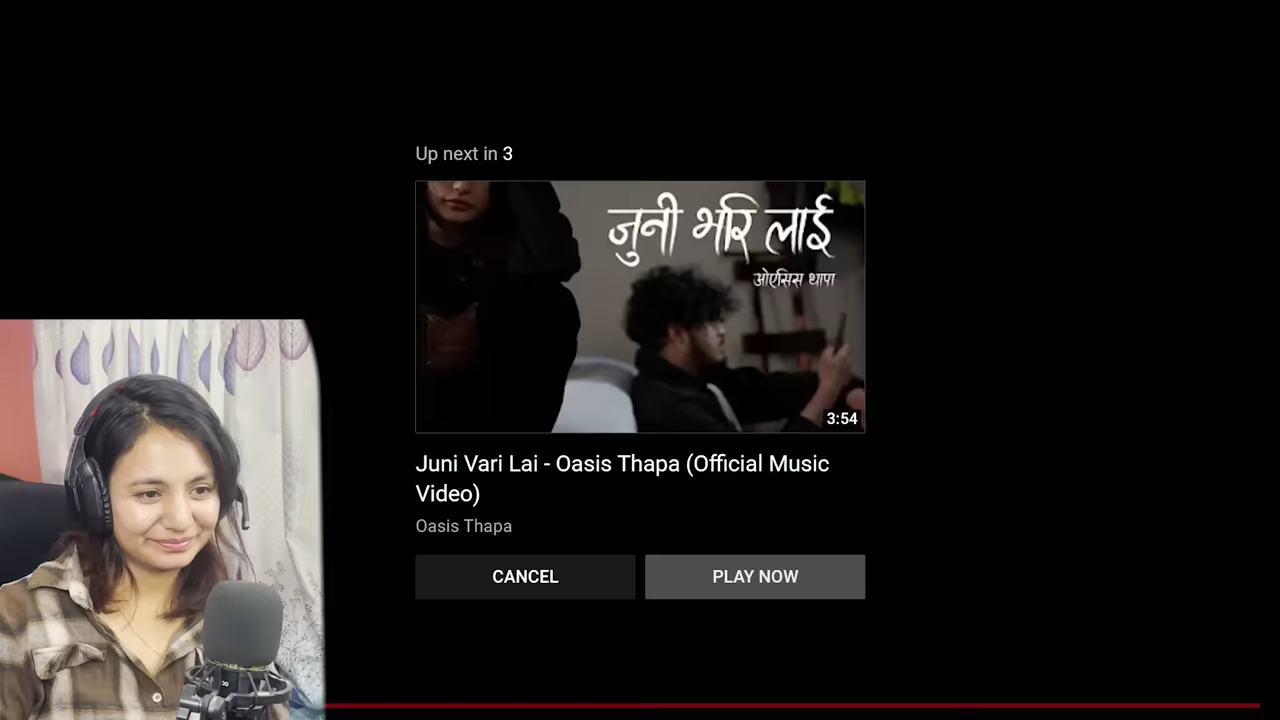 Up next in 3
जुनी भरि लाई
ओएसिस थापा
3:54
Juni Vari Lai - Oasis Thapa (Official Music
Video)
Oasis Thapa
CANCEL
PLAY NOW